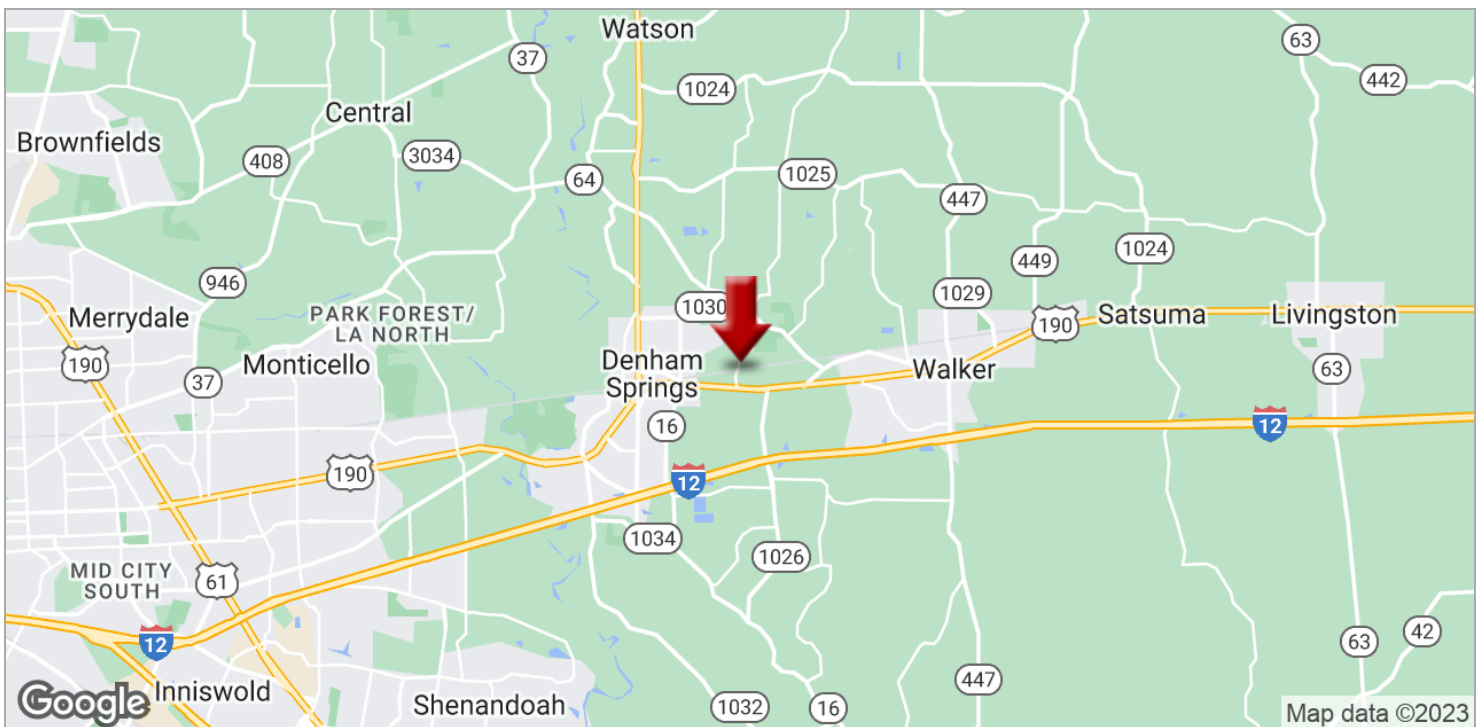 Watson
63
37
442
1024
Central
Brownfields
408
3034
1025
64
447
1024
449
946
1029
1030
PARK FOREST/
LA NORTH
Merrydale
190
Satsuma
Livingston
190
Monticello
Denham
Springs
Walker
63
37
16
12
190
12
1034
1026
MID CITY
SOUTH
61
12
63
42
Inniswold
447
Shenandoah
1032
16
Google
Map data ©2023